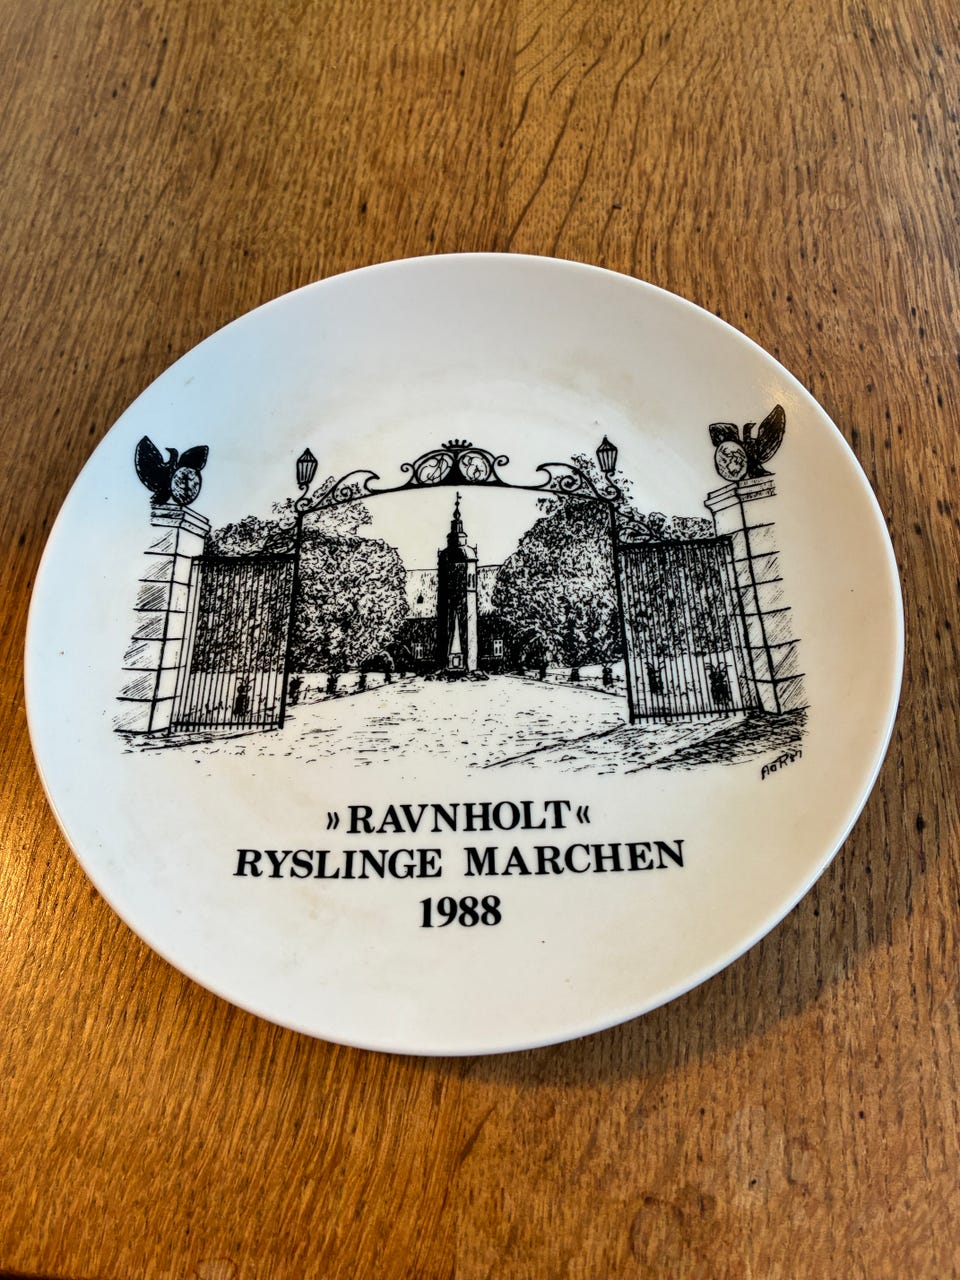 »RAVNHOLT«
RYSLINGE MARCHEN
1988